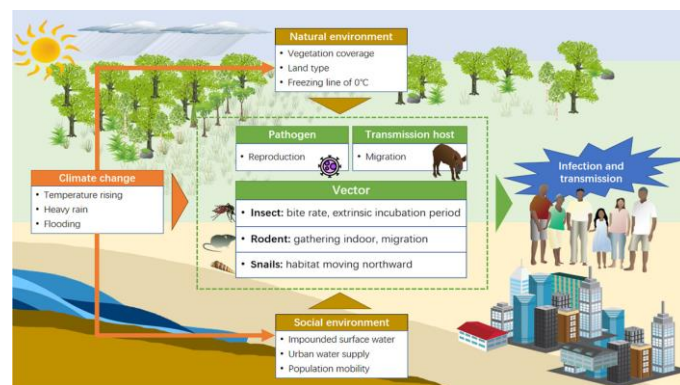 Natural environment
• Vegetation coverage
• Land type
• Freezing line of 0℃
Pathogen
• Reproduction
Transmission host
• Migration
Climate change
• Temperature rising
• Heavy rain
• Flooding
Vector
• Insect: bite rate, extrinsic incubation period
• Rodent: gathering indoor, migration
• Snails: habitat moving northward
Infection and
transmission
Social environment
• Impounded surface water
• Urban water supply
• Population mobility